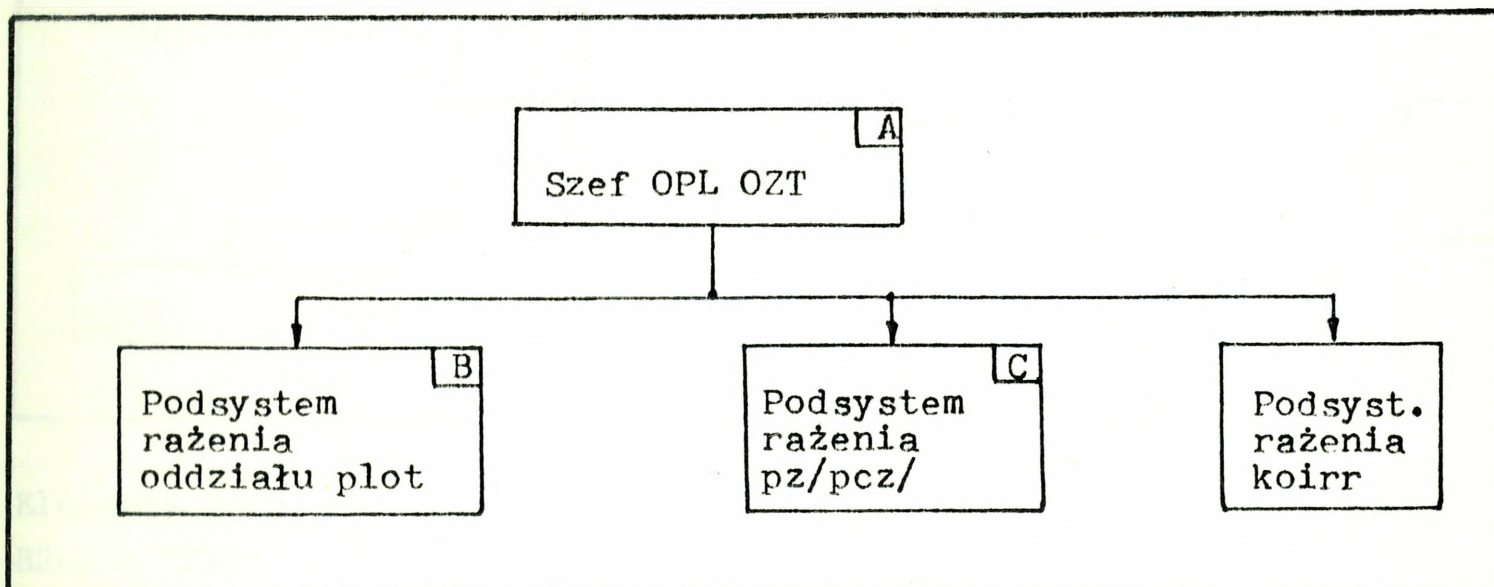 A
Szef OPL OZT
B
Podsystem
rażenia
oddziału plot
C
Podsystem
rażenia
pz/pcz/
Podsyst.
rażenia
koirr